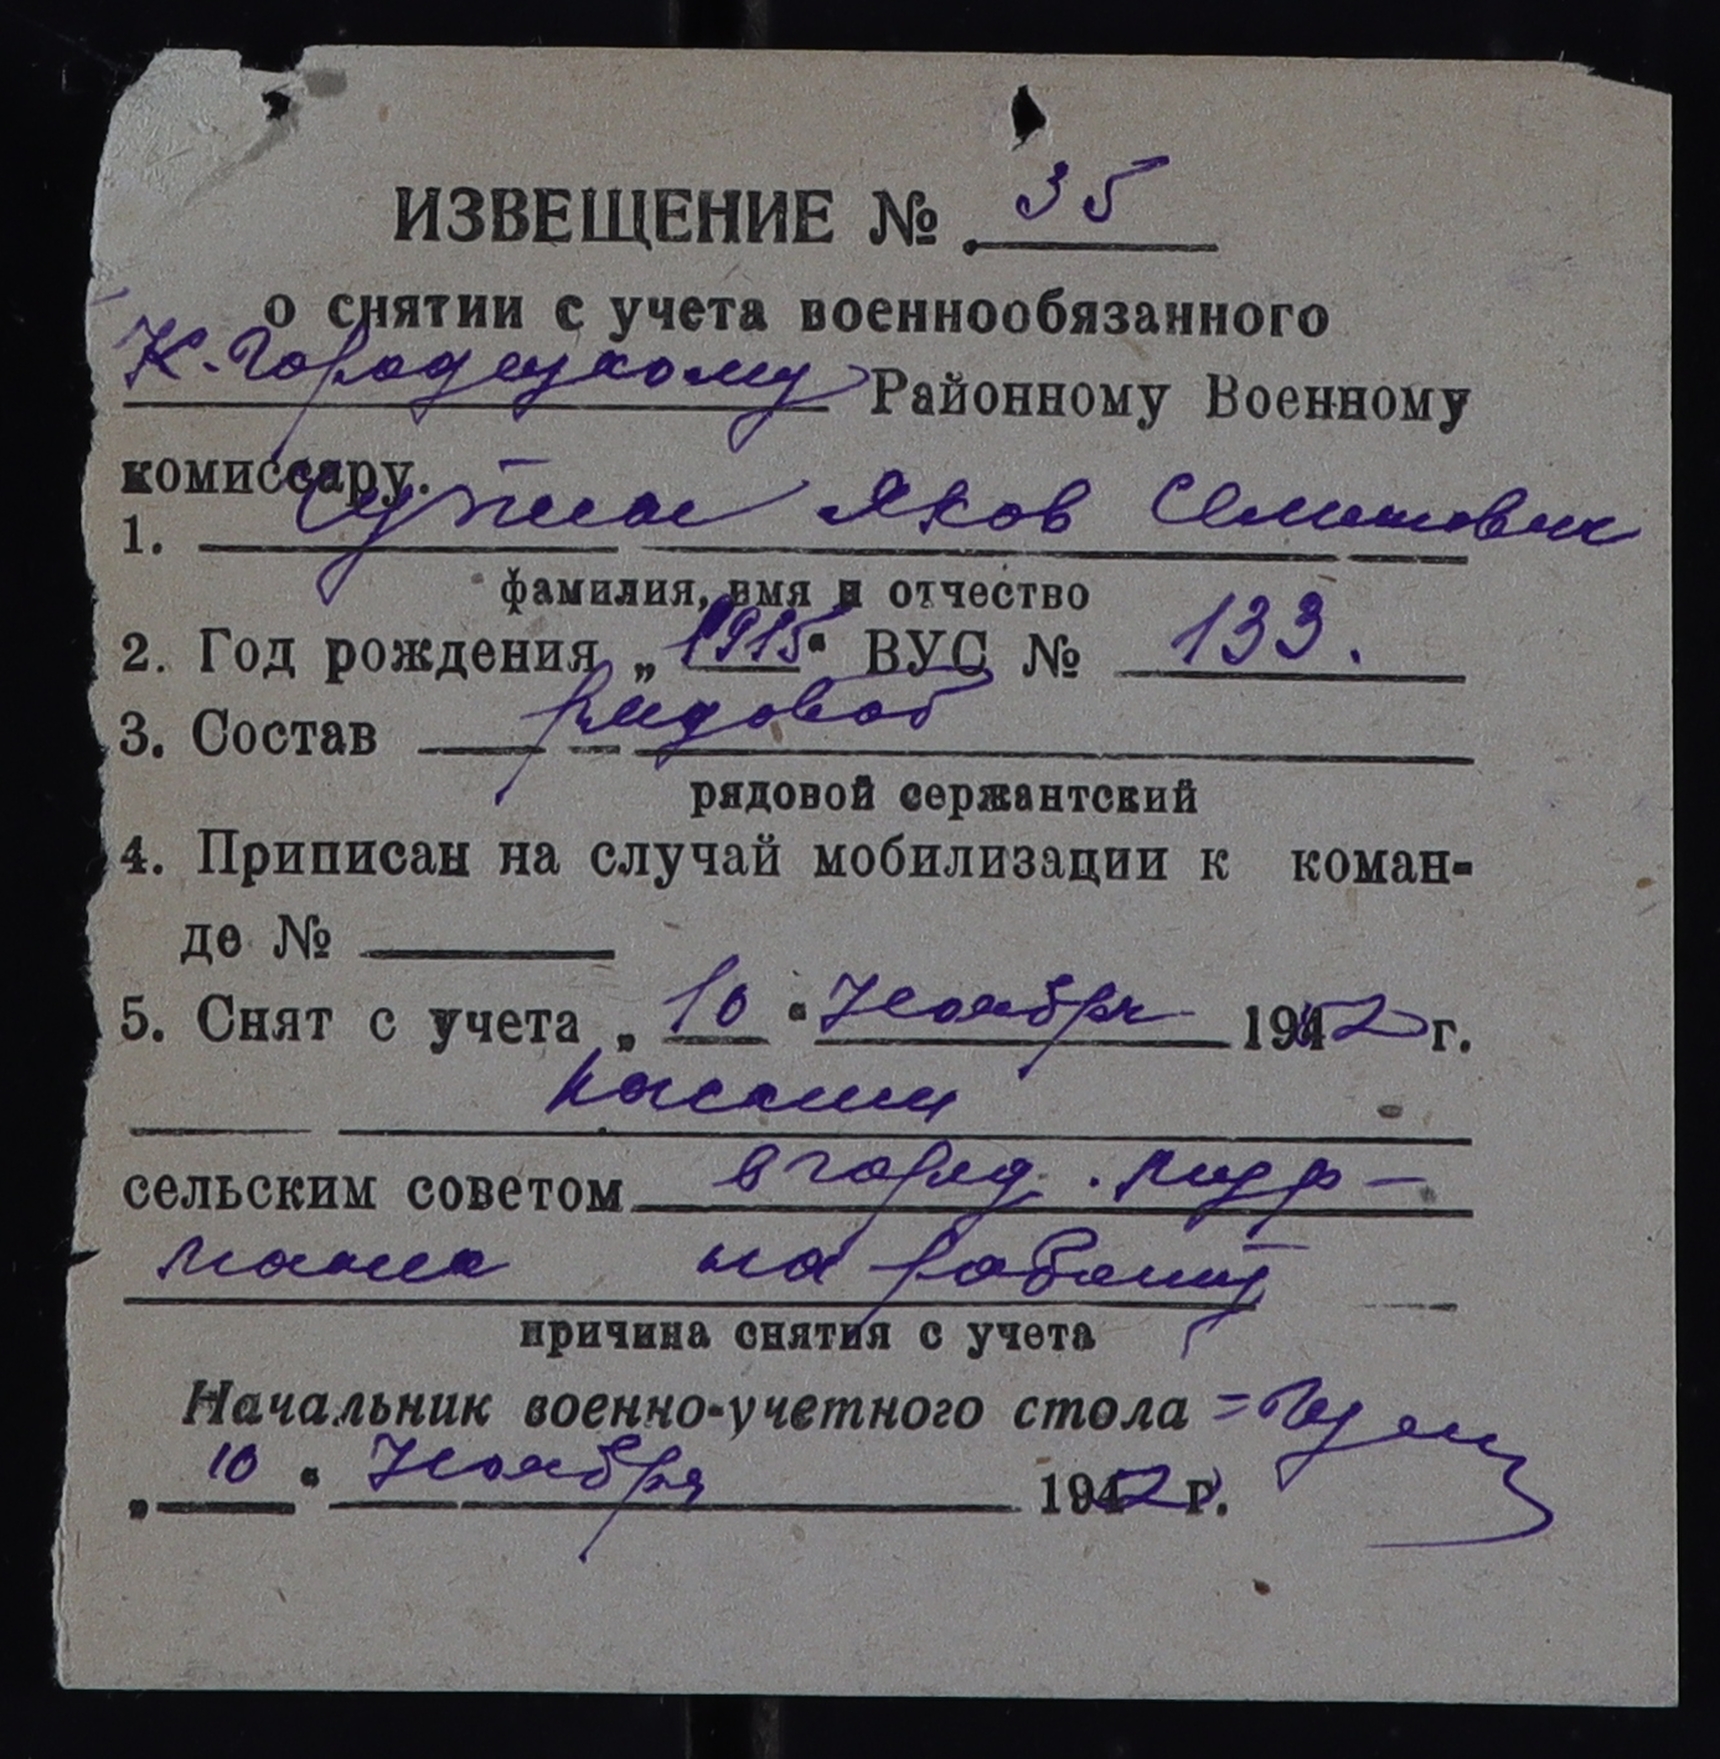 ИЗВЕЩЕНИЕ № 35
о снятии с учета военнообязанного
К-Городецкому Районному Военному
комиссару.
1. Яков
фамилия, имя и отчество
2. Год рождения „1915" ВУС № 133.
3. Состав рядовой
рядовой сержантский
4. Приписан на случай мобилизации к коман-
де №
5. Снят с учета „10" Ноября 1942 г.
сельским советом в
на работу
причина снятия с учета
Начальник военно-учетного стола
„10" Ноября 1942 г.